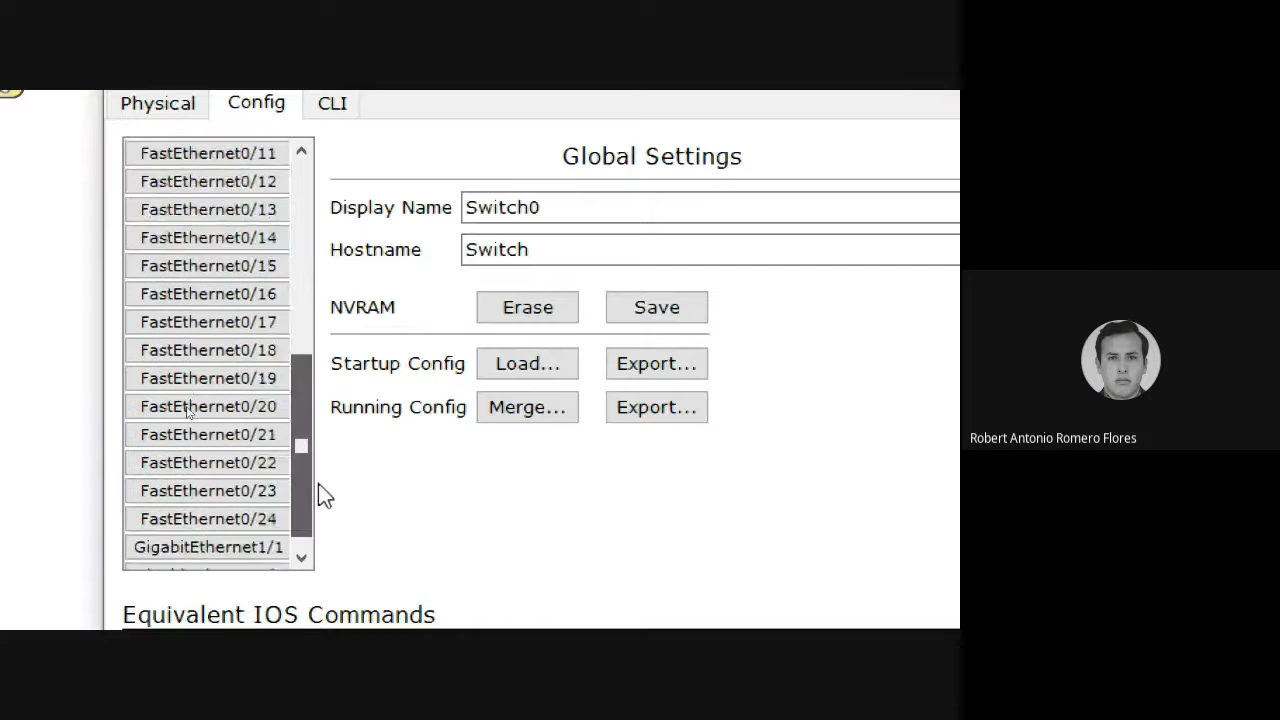 Physical
Config
CLI
FastEthernet0/11
FastEthernet0/12
FastEthernet0/13
FastEthernet0/14
FastEthernet0/15
FastEthernet0/16
FastEthernet0/17
FastEthernet0/18
FastEthernet0/19
FastEthernet0/20
FastEthernet0/21
FastEthernet0/22
FastEthernet0/23
FastEthernet0/24
GigabitEthernet1/1
Global Settings
Display Name Switch0
Hostname Switch
NVRAM Erase Save
Startup Config Load... Export...
Running Config Merge... Export...
Equivalent IOS Commands
Robert Antonio Romero Flores